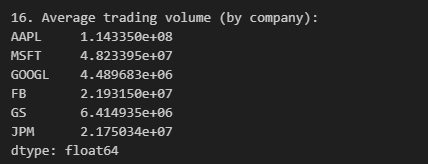 16. Average trading volume (by company):
AAPL     1.143350e+08
MSFT     4.823395e+07
GOOGL    4.489683e+06
FB       2.193150e+07
GS       6.414935e+06
JPM      2.175034e+07
dtype: float64